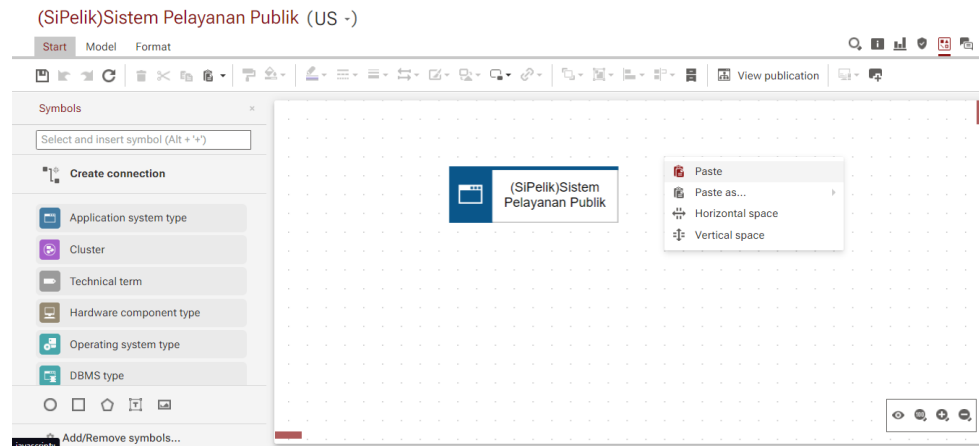 (SiPelik)Sistem Pelayanan Publik (US -)
Start Model Format
View publication
Symbols ×
Select and insert symbol (Alt + '+')
Create connection
Application system type
Cluster
Technical term
Hardware component type
Operating system type
DBMS type
Add/Remove symbols...
(SiPelik)Sistem
Pelayanan Publik
Paste
Paste as...
Horizontal space
Vertical space